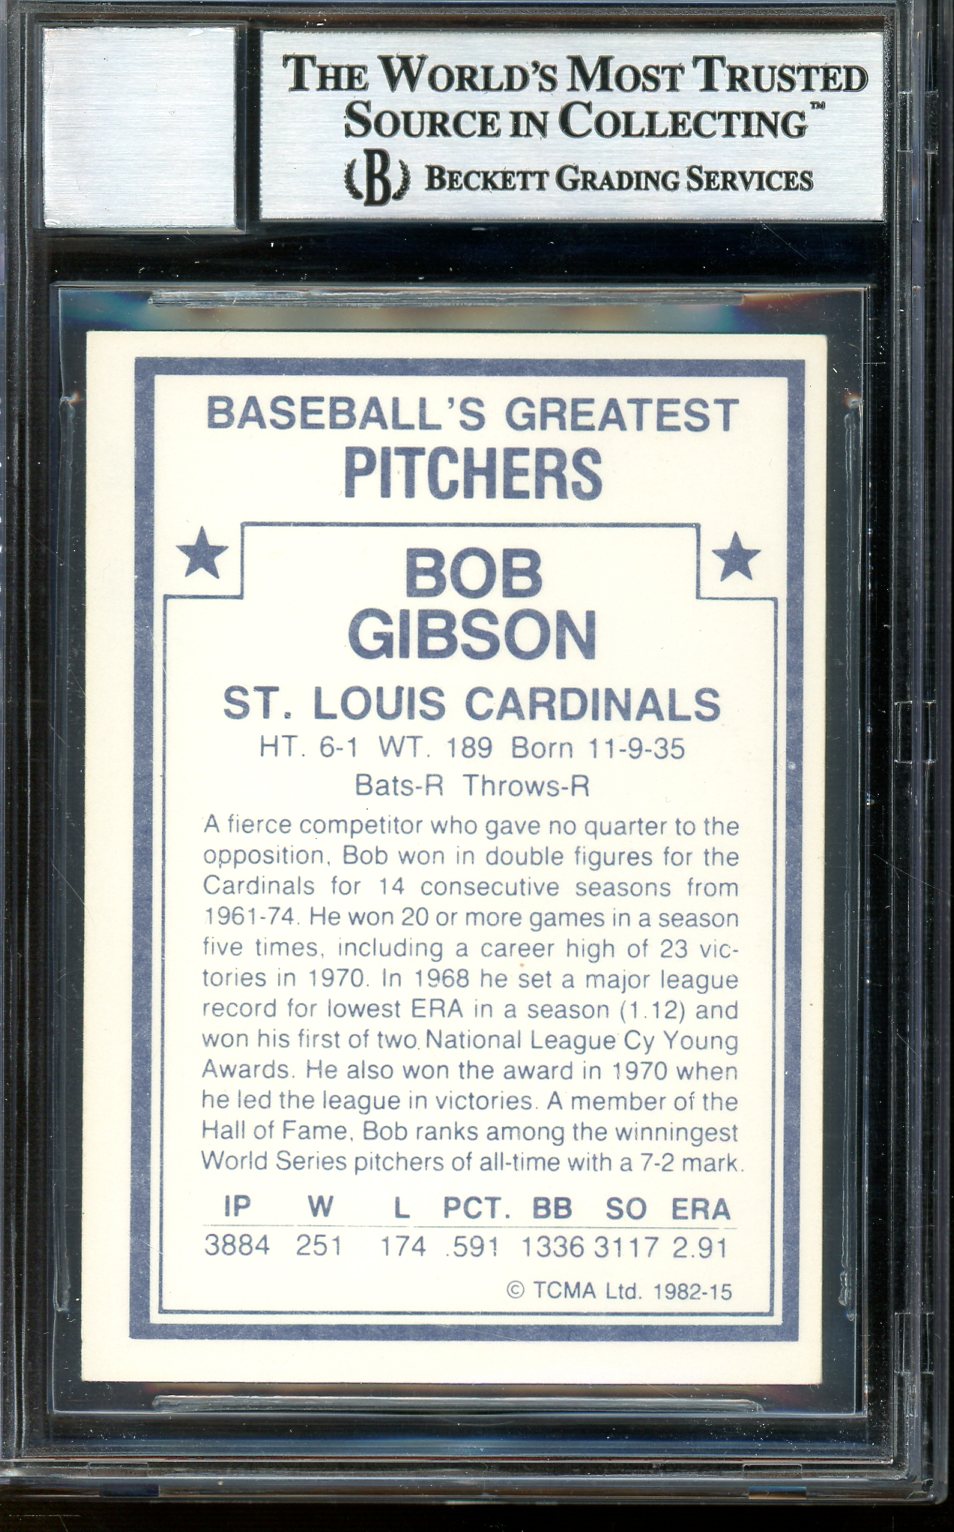 THE WORLD'S MOST TRUSTED
SOURCE IN COLLECTING™
B BECKETT GRADING SERVICES
BASEBALL'S GREATEST
PITCHERS
BOB
GIBSON
ST. LOUIS CARDINALS
HT. 6-1 WT. 189 Born 11-9-35
Bats-R Throws-R
A fierce competitor who gave no quarter to the
opposition, Bob won in double figures for the
Cardinals for 14 consecutive seasons from
1961-74. He won 20 or more games in a season
five times, including a career high of 23 vic-
tories in 1970. In 1968 he set a major league
record for lowest ERA in a season (1.12) and
won his first of two National League Cy Young
Awards. He also won the award in 1970 when
he led the league in victories. A member of the
Hall of Fame, Bob ranks among the winningest
World Series pitchers of all-time with a 7-2 mark.
IP W L PCT. BB SO ERA
3884 251 174 .591 1336 3117 2.91
© TCMA Ltd. 1982-15